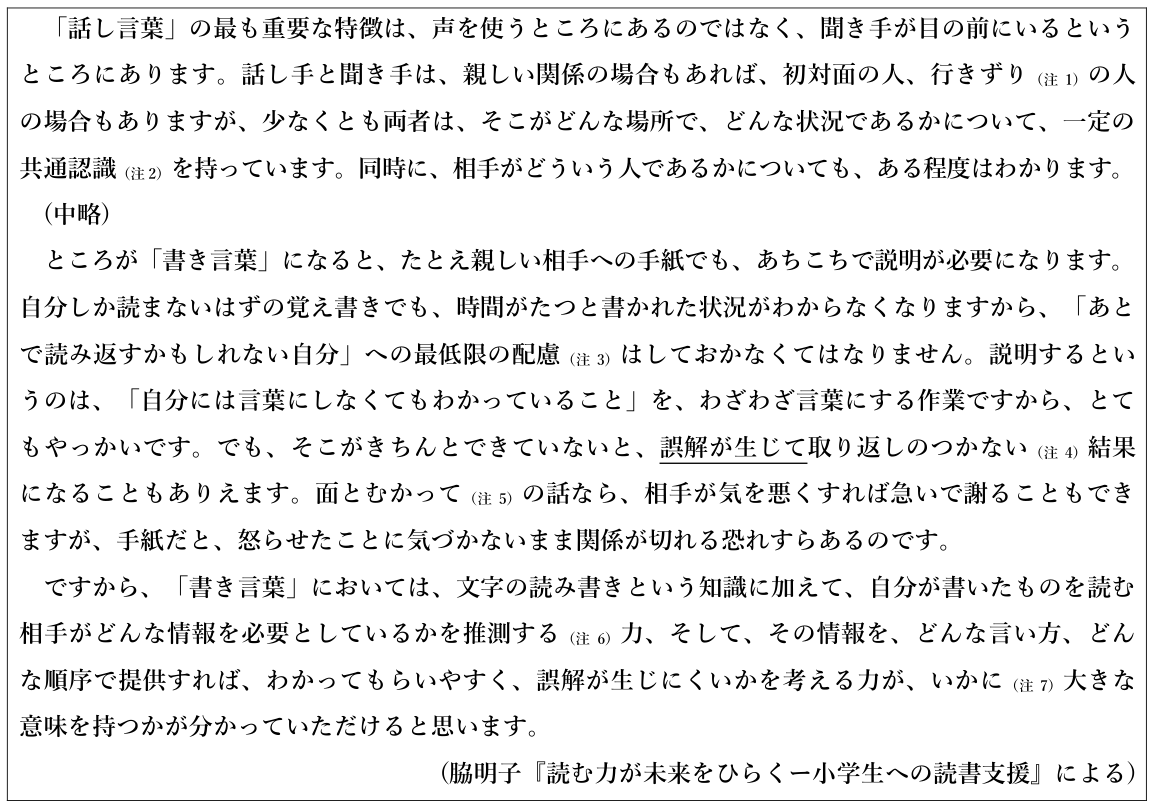 「話し言葉」の最も重要な特徴は、声を使うところにあるのではなく、聞き手が目の前にいるという
ところにあります。話し手と聞き手は、親しい関係の場合もあれば、初対面の人、行きずり（注 1）の人
の場合もありますが、少なくとも両者は、そこがどんな場所で、どんな状況であるかについて、一定の
共通認識（注 2）を持っています。同時に、相手がどういう人であるかについても、ある程度はわかります。
（中略）
ところが「書き言葉」になると、たとえ親しい相手への手紙でも、あちこちで説明が必要になります。
自分しか読まないはずの覚え書きでも、時間がたつと書かれた状況がわからなくなりますから、「あと
で読み返すかもしれない自分」への最低限の配慮（注 3）はしておかなくてはなりません。説明するとい
うのは、「自分には言葉にしなくてもわかっていること」を、わざわざ言葉にする作業ですから、とて
もやっかいです。でも、そこがきちんとできていないと、誤解が生じて取り返しのつかない（注 4）結果
になることもありえます。面とむかって（注 5）の話なら、相手が気を悪くすれば急いで謝ることもでき
ますが、手紙だと、怒らせたことに気づかないまま関係が切れる恐れすらあるのです。
ですから、「書き言葉」においては、文字の読み書きという知識に加えて、自分が書いたものを読む
相手がどんな情報を必要としているかを推測する（注 6）力、そして、その情報を、どんな言い方、どん
な順序で提供すれば、わかってもらいやすく、誤解が生じにくいかを考える力が、いかに（注 7）大きな
意味を持つかが分かっていただけると思います。
（脇明子『読む力が未来をひらくー小学生への読書支援』による）